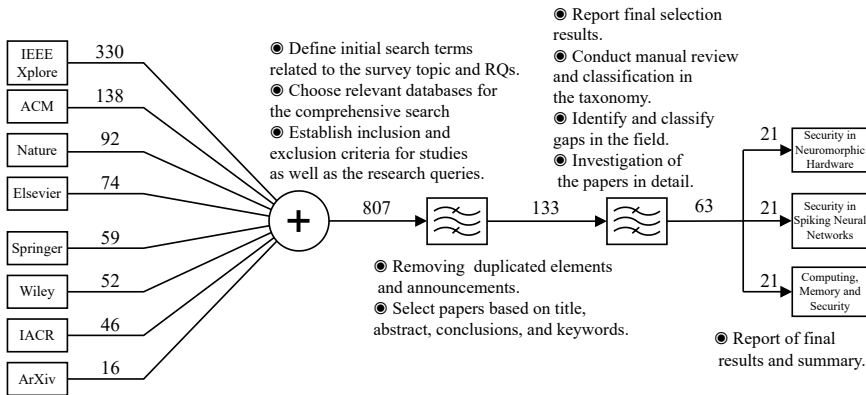 IEEE
Xplore
330
ACM
138
Nature
92
Elsevier
74
Springer
59
Wiley
52
IACR
46
ArXiv
16
◉ Define initial search terms
related to the survey topic and RQs.
◉ Choose relevant databases for
the comprehensive search
◉ Establish inclusion and
exclusion criteria for studies
as well as the research queries.
+
807
◉ Removing duplicated elements
and announcements.
◉ Select papers based on title,
abstract, conclusions, and keywords.
133
◉ Report final selection
results.
◉ Conduct manual review
and classification in
the taxonomy.
◉ Identify and classify
gaps in the field.
◉ Investigation of
the papers in detail.
63
21
Security in
Neuromorphic
Hardware
21
Security in
Spiking Neural
Networks
21
Computing,
Memory and
Security
◉ Report of final
results and summary.